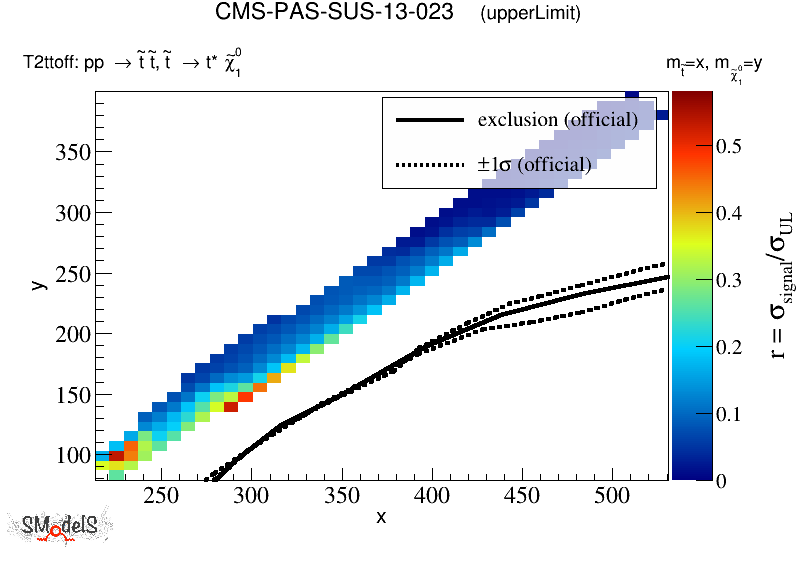 CMS-PAS-SUS-13-023 (upperLimit)
T2ttoff: pp → t̃ t̃, t̃ → t* χ̃₁⁰
m_t̃=x, m_χ̃₁⁰=y
exclusion (official)
±1σ (official)
350
300
250
200
150
100
y
250 300 350 400 450 500
x
0.5
0.4
0.3
0.2
0.1
0
r = σ_signal/σ_UL
SModelS